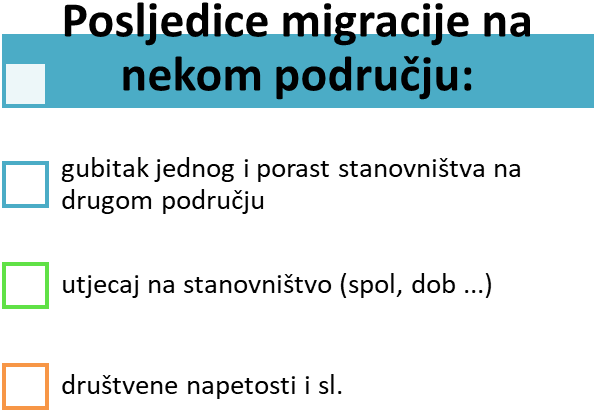 Posljedice migracije na
nekom području:
gubitak jednog i porast stanovništva na
drugom području
utjecaj na stanovništvo (spol, dob ...)
društvene napetosti i sl.